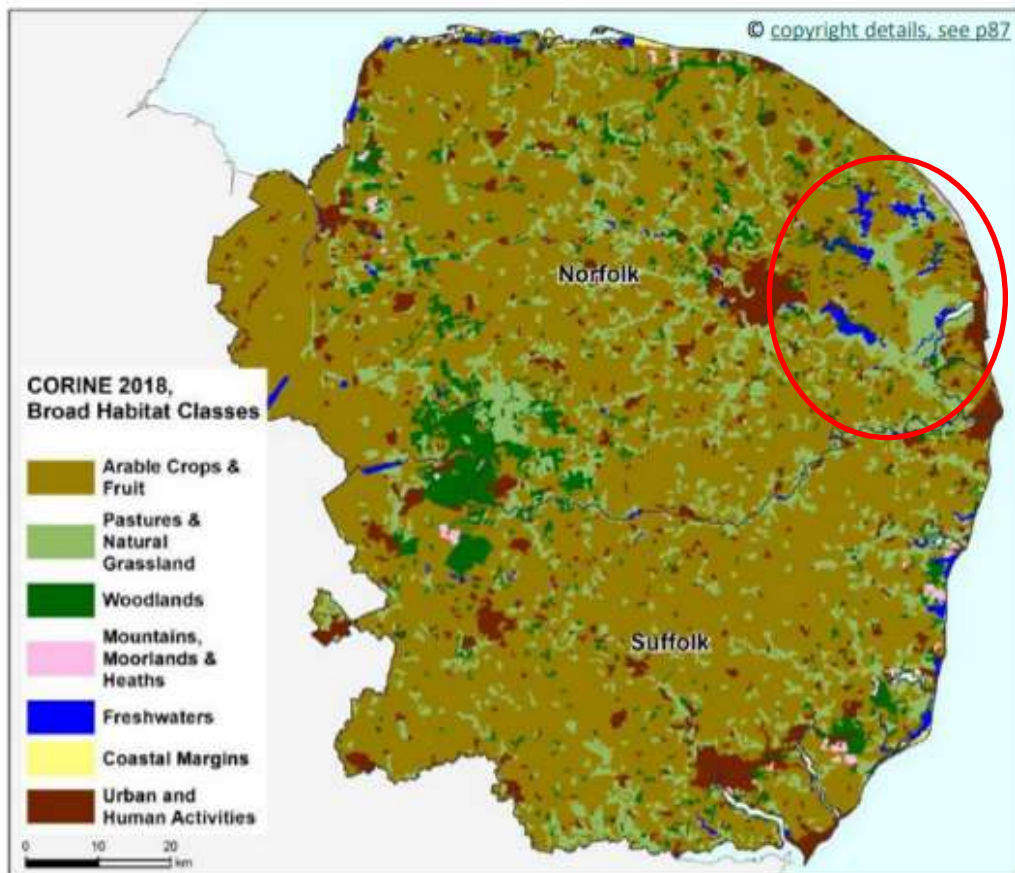 © copyright details, see p87
Norfolk
CORINE 2018,
Broad Habitat Classes
Arable Crops &
Fruit
Pastures &
Natural
Grassland
Woodlands
Mountains,
Moorlands &
Heaths
Freshwaters
Coastal Margins
Urban and
Human Activities
Suffolk
0 10 20
km